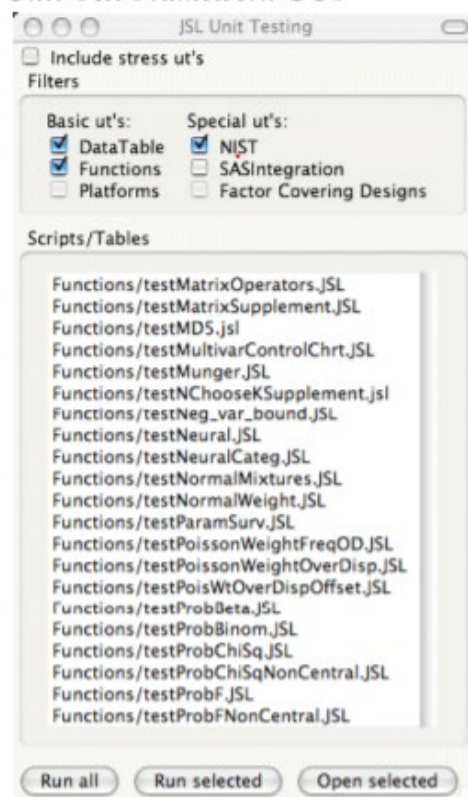 JSL Unit Testing
Include stress ut's
Filters
Basic ut's: Special ut's:
DataTable NIST
Functions SASIntegration
Platforms Factor Covering Designs
Scripts/Tables
Functions/testMatrixOperators.JSL
Functions/testMatrixSupplement.JSL
Functions/testMD5.jsl
Functions/testMultivarControlChrt.JSL
Functions/testMunger.JSL
Functions/testNChooseKSupplement.jsl
Functions/testNeg_var_bound.JSL
Functions/testNeural.JSL
Functions/testNeuralCateg.JSL
Functions/testNormalMixtures.JSL
Functions/testNormalWeight.JSL
Functions/testParamSurv.JSL
Functions/testPoissonWeightFreqOD.JSL
Functions/testPoissonWeightOverDisp.JSL
Functions/testPoisWtOverDispOffset.JSL
Functions/testProbBeta.JSL
Functions/testProbBinom.JSL
Functions/testProbChiSq.JSL
Functions/testProbChiSqNonCentral.JSL
Functions/testProbF.JSL
Functions/testProbFNonCentral.JSL
Run all Run selected Open selected